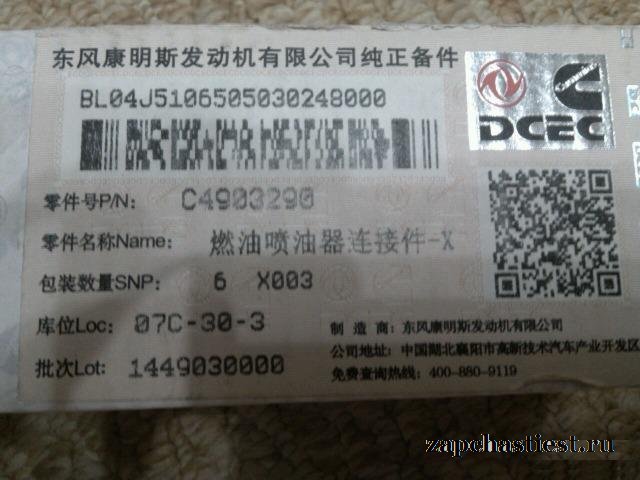 东风康明斯发动机有限公司纯正备件
BL04J5106505030248000
Cummins
DCEC
零件号P/N: C4903290
零件名称Name: 燃油喷油器连接件-X
包装数量SNP: 6 X003
库位Loc: 07C-30-3
批次Lot: 1449030000
制 造 商: 东风康明斯发动机有限公司
公司地址: 中国湖北襄阳市高新技术汽车产业开发区
免费查询热线: 400-880-9119
zapchastiest.ru